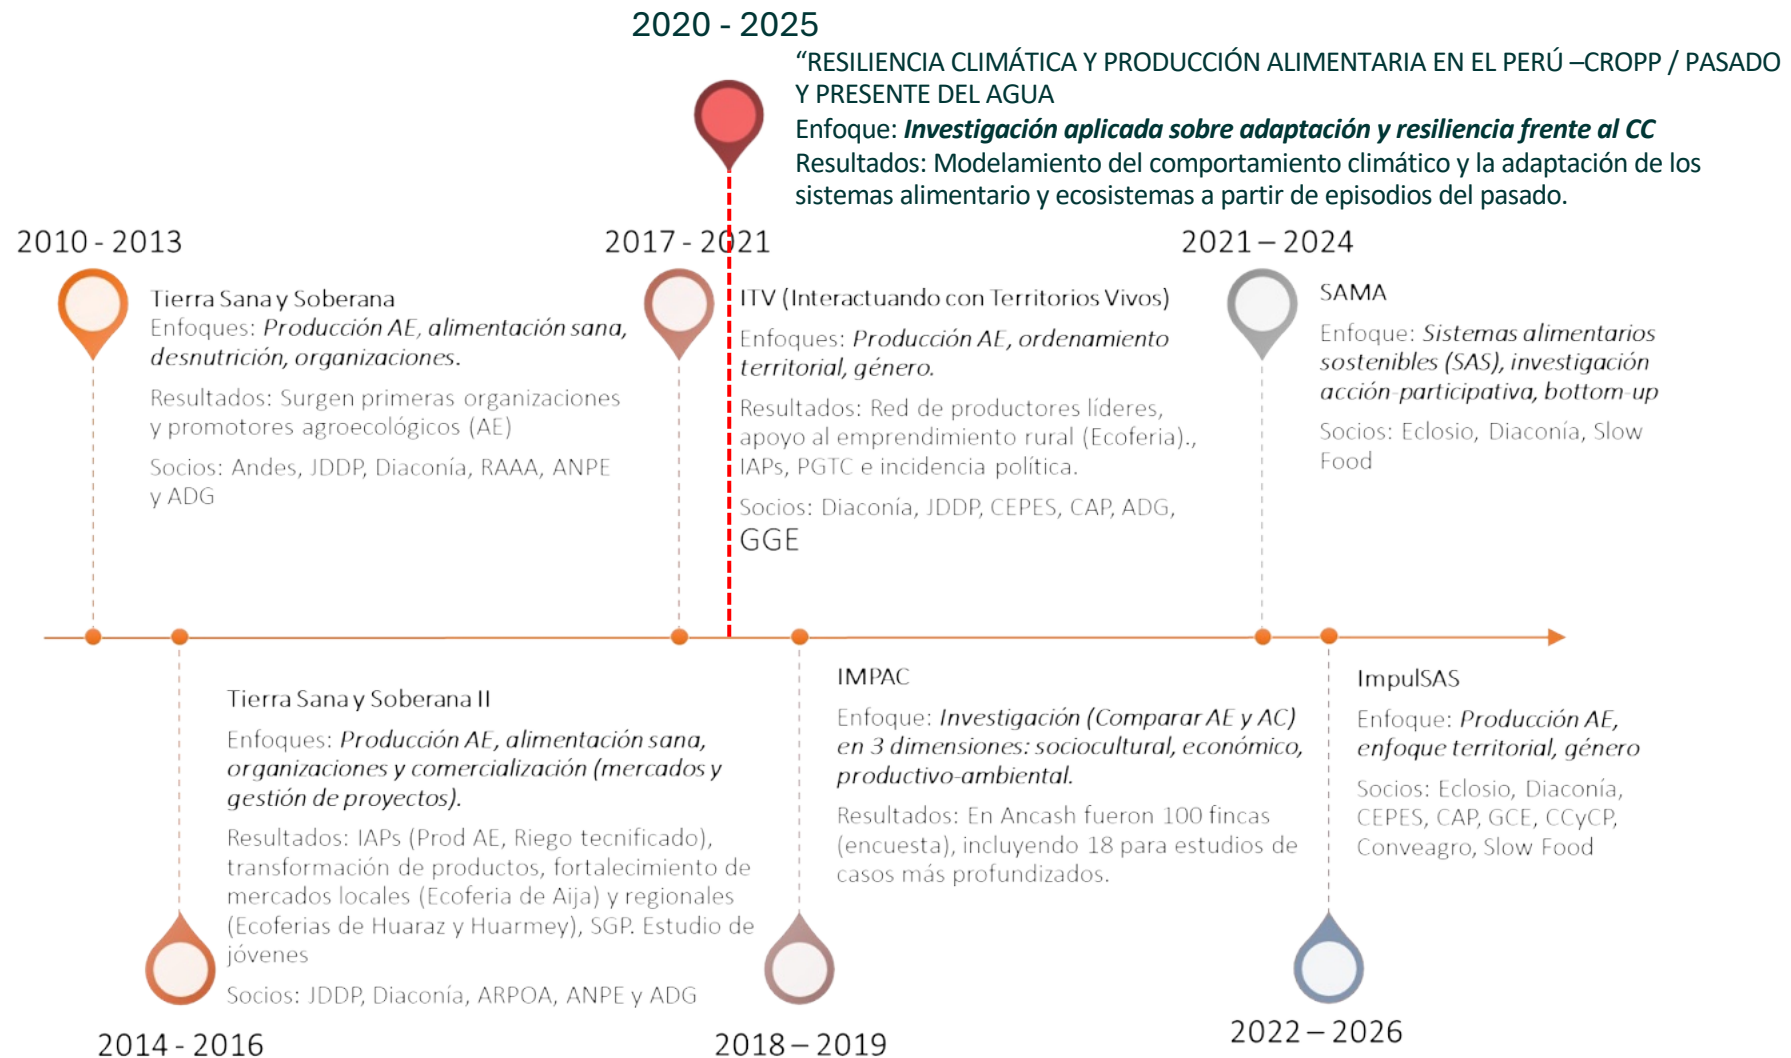 2020 - 2025
“RESILIENCIA CLIMÁTICA Y PRODUCCIÓN ALIMENTARIA EN EL PERÚ –CROPP / PASADO
Y PRESENTE DEL AGUA
Enfoque: Investigación aplicada sobre adaptación y resiliencia frente al CC
Resultados: Modelamiento del comportamiento climático y la adaptación de los
sistemas alimentario y ecosistemas a partir de episodios del pasado.
2010 - 2013
Tierra Sana y Soberana
Enfoques: Producción AE, alimentación sana,
desnutrición, organizaciones.
Resultados: Surgen primeras organizaciones
y promotores agroecológicos (AE)
Socios: Andes, JDDP, Diaconía, RAAA, ANPE
y ADG
2017 - 2021
ITV (Interactuando con Territorios Vivos)
Enfoques: Producción AE, ordenamiento
territorial, género.
Resultados: Red de productores líderes,
apoyo al emprendimiento rural (Ecoferia).,
IAPs, PGTC e incidencia política.
Socios: Diaconía, JDDP, CEPES, CAP, ADG,
GGE
2021 – 2024
SAMA
Enfoque: Sistemas alimentarios
sostenibles (SAS), investigación
acción-participativa, bottom-up
Socios: Eclosio, Diaconía, Slow
Food
Tierra Sana y Soberana II
Enfoques: Producción AE, alimentación sana,
organizaciones y comercialización (mercados y
gestión de proyectos).
Resultados: IAPs (Prod AE, Riego tecnificado),
transformación de productos, fortalecimiento de
mercados locales (Ecoferia de Aija) y regionales
(Ecoferias de Huaraz y Huarmey), SGP. Estudio de
jóvenes
Socios: JDDP, Diaconía, ARPOA, ANPE y ADG
2014 - 2016
IMPAC
Enfoque: Investigación (Comparar AE y AC)
en 3 dimensiones: sociocultural, económico,
productivo-ambiental.
Resultados: En Ancash fueron 100 fincas
(encuesta), incluyendo 18 para estudios de
casos más profundizados.
2018 – 2019
ImpulSAS
Enfoque: Producción AE,
enfoque territorial, género
Socios: Eclosio, Diaconía,
CEPES, CAP, GCE, CCyCP,
Conveagro, Slow Food
2022 – 2026